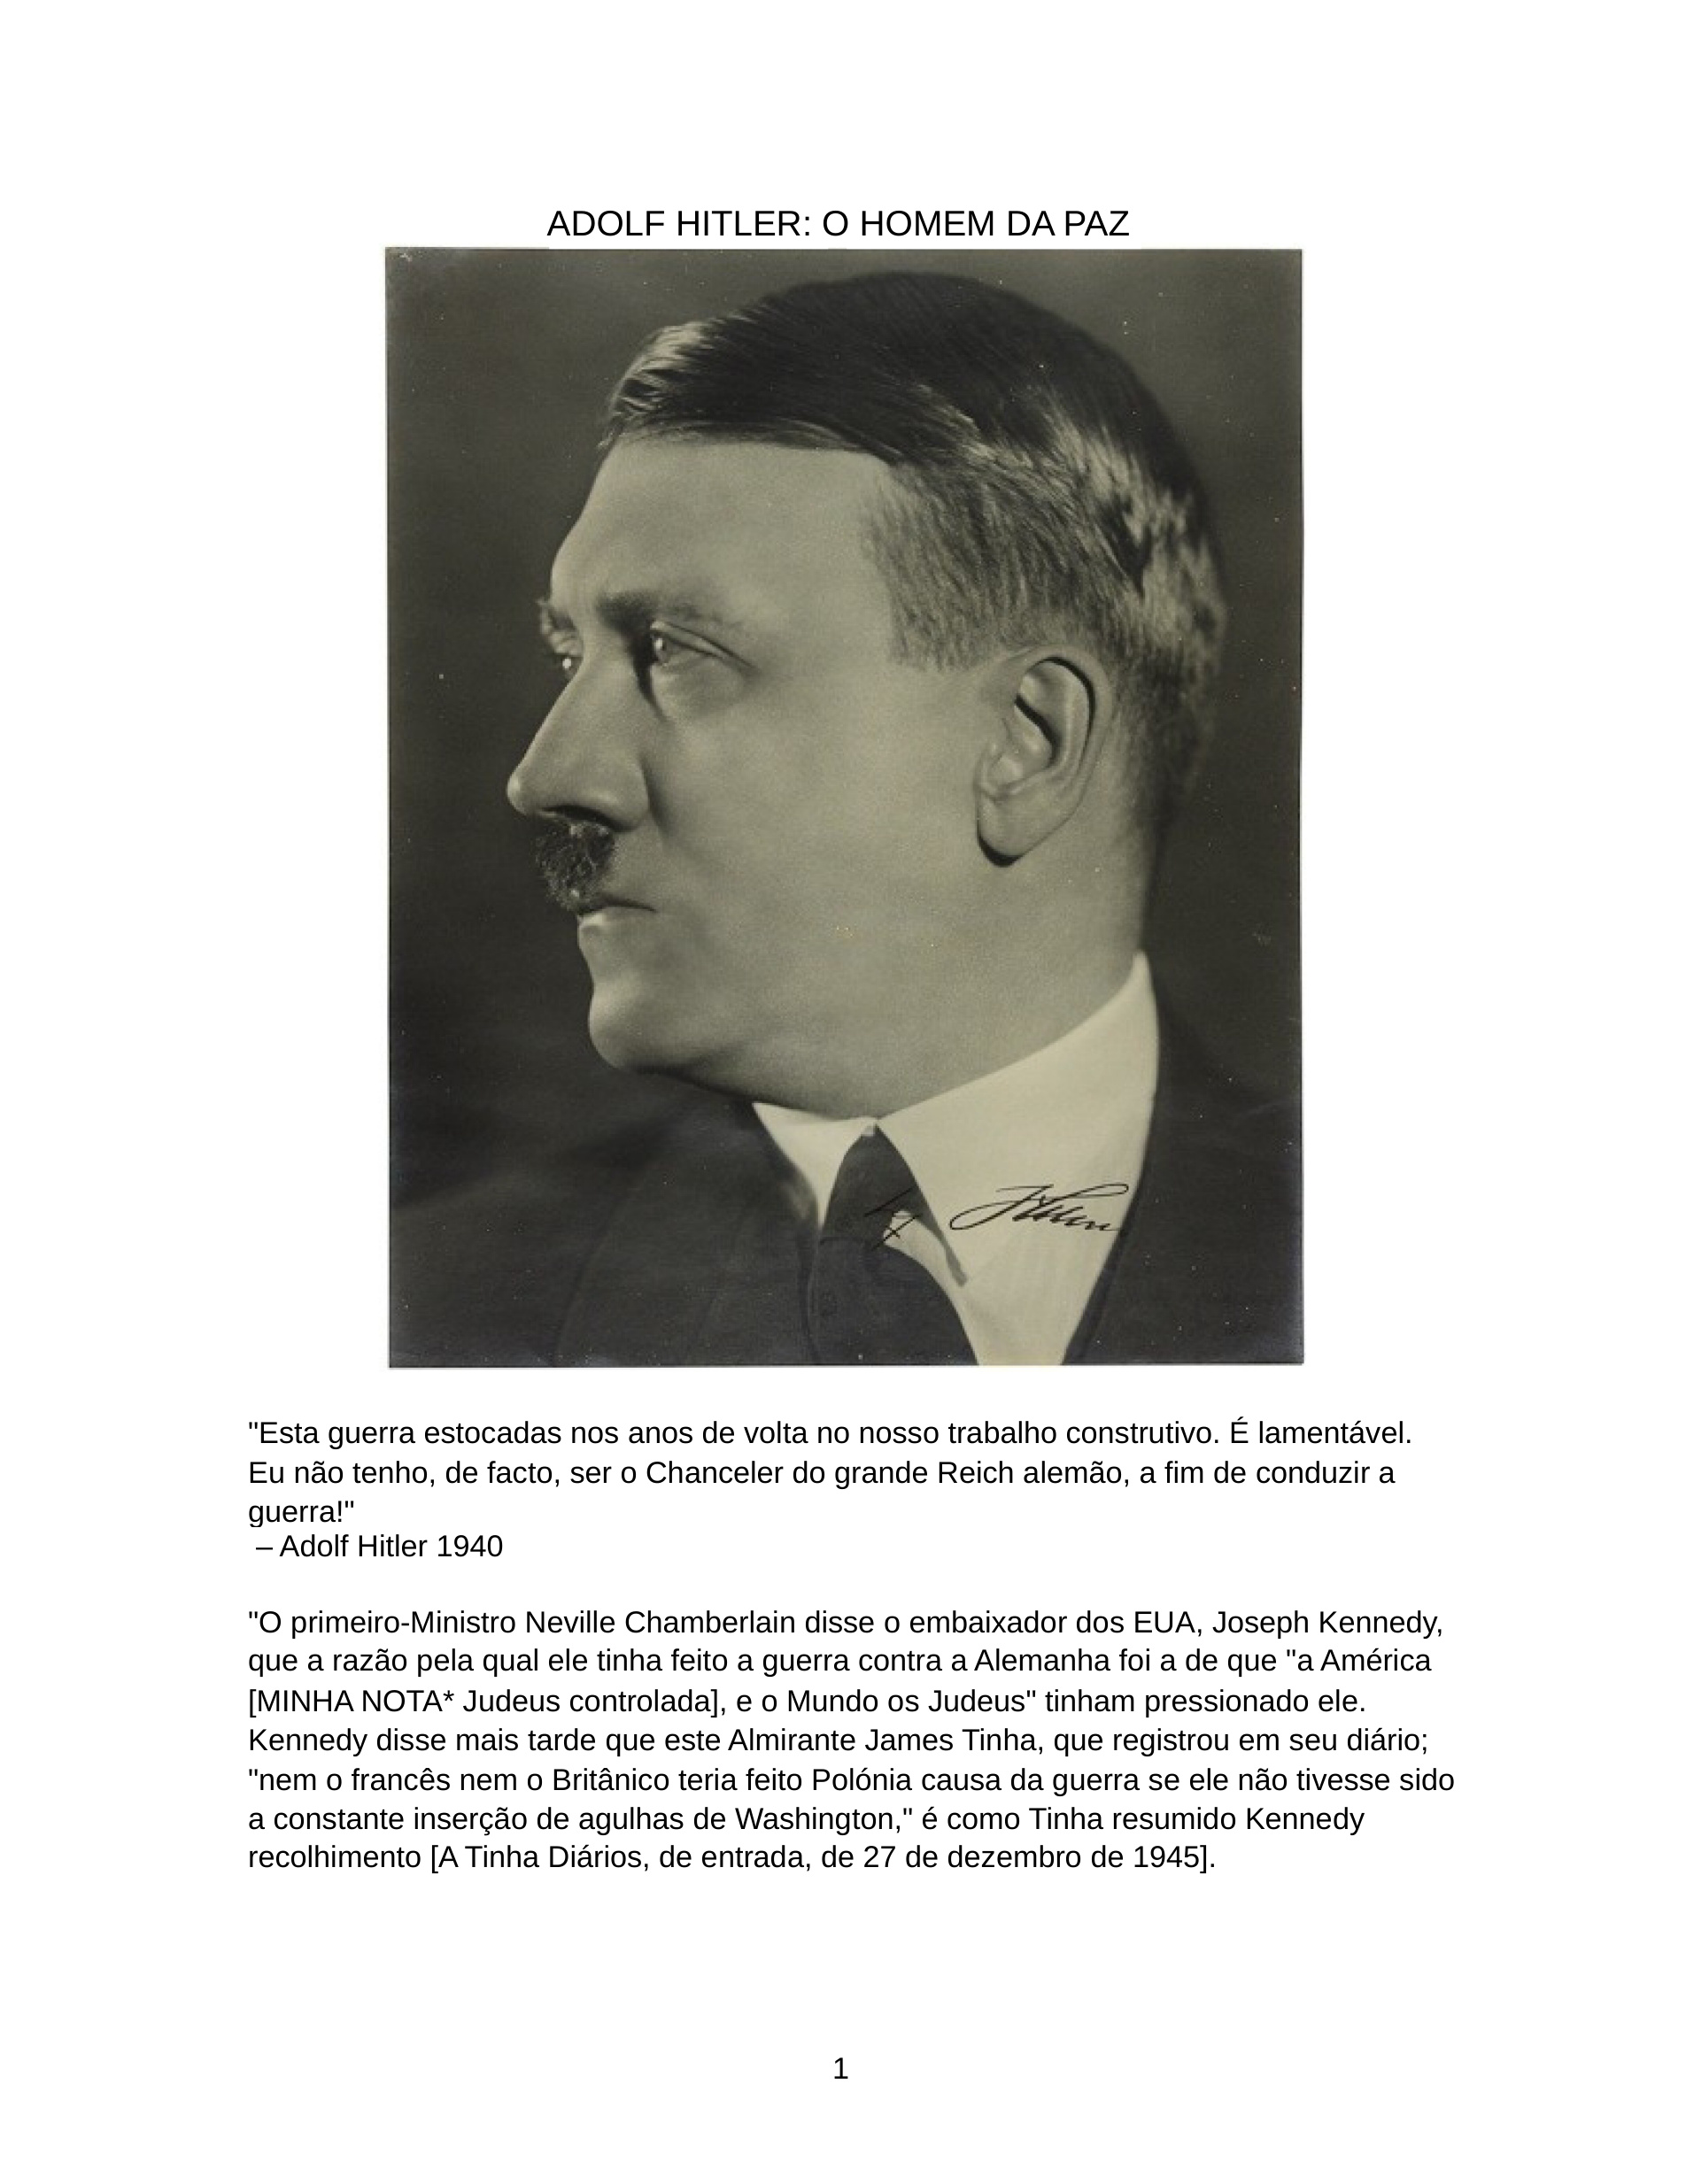 ADOLF HITLER: O HOMEM DA PAZ
"Esta guerra estocadas nos anos de volta no nosso trabalho construtivo. É lamentável.
Eu não tenho, de facto, ser o Chanceler do grande Reich alemão, a fim de conduzir a
guerra!"
– Adolf Hitler 1940
"O primeiro-Ministro Neville Chamberlain disse o embaixador dos EUA, Joseph Kennedy,
que a razão pela qual ele tinha feito a guerra contra a Alemanha foi a de que "a América
[MINHA NOTA* Judeus controlada], e o Mundo os Judeus" tinham pressionado ele.
Kennedy disse mais tarde que este Almirante James Tinha, que registrou em seu diário;
"nem o francês nem o Britânico teria feito Polónia causa da guerra se ele não tivesse sido
a constante inserção de agulhas de Washington," é como Tinha resumido Kennedy
recolhimento [A Tinha Diários, de entrada, de 27 de dezembro de 1945].
1